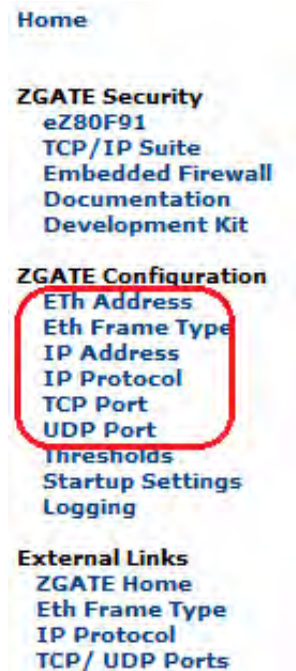 Home
ZGATE Security
eZ80F91
TCP/IP Suite
Embedded Firewall
Documentation
Development Kit
ZGATE Configuration
ETh Address
Eth Frame Type
IP Address
IP Protocol
TCP Port
UDP Port
Thresholds
Startup Settings
Logging
External Links
ZGATE Home
Eth Frame Type
IP Protocol
TCP/ UDP Ports